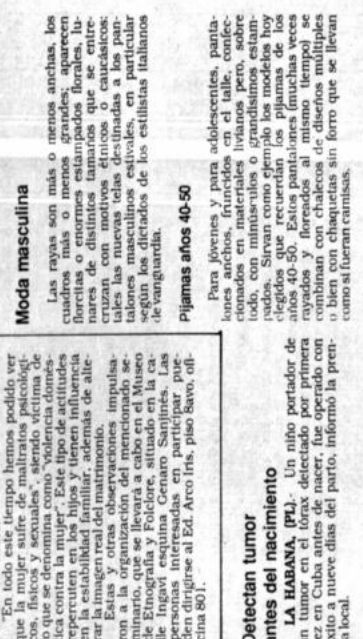 "En todo este tiempo hemos podido ver
que la mujer sufre de maltratos psicológi-
cos, físicos y sexuales", siendo víctima de
lo que se denomina como "violencia domés-
tica contra la mujer". Este tipo de actitudes
repercuten en los hijos y tienen influencia
en la estabilidad familiar, además de alte-
rar la imagen real del matrimonio.
Estas y otras observaciones impulsa-
ron a la organización del mencionado se-
minario, que se llevará a cabo en el Museo
de Etnografía y Folclore, situado en la ca-
lle Ingavi esquina Genaro Sanjinés. Las
personas interesadas en participar pue-
den dirigirse al Ed. Arco Iris, piso 8avo, ofi-
cina 801.
Detectan tumor
ntes del nacimiento
LA HABANA, (PL).- Un niño portador de
n tumor en el tórax detectado por primera
ez en Cuba antes de nacer, fue operado con
xito a nueve días del parto, informó la pren-
local.
Moda masculina
Las rayas son más o menos anchas, los
cuadros más o menos grandes; aparecen
florcitas o enormes estampados florales, lu-
nares de distintos tamaños que se entre-
cruzan con motivos étnicos o caucásicos:
tales las nuevas telas destinadas a los pan-
talones masculinos estivales, en particular
según los dictados de los estilistas italianos
de vanguardia.
Pijamas años 40-50
Para jóvenes y para adolescentes, panta-
lones anchos, fruncidos en el talle, confec-
cionados en materiales livianos pero, sobre
todo, con minúsculos o grandísimos estam-
pados. Sirvan como ejemplo los modelos hoy
elegidos que recuerdan los pijamas de los
años 40-50. Estos pantalones (muchas veces
rayados y floreados al mismo tiempo) se
combinan con chalecos de diseños múltiples
o bien con chaquetas sin forro que se llevan
como si fueran camisas.